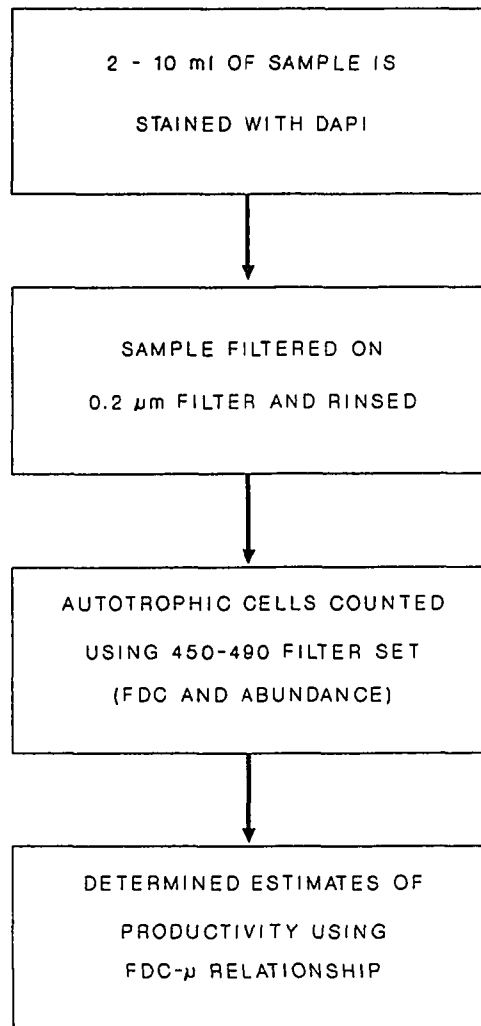 2 - 10 ml OF SAMPLE IS
STAINED WITH DAPI
SAMPLE FILTERED ON
0.2 µm FILTER AND RINSED
AUTOTROPHIC CELLS COUNTED
USING 450-490 FILTER SET
(FDC AND ABUNDANCE)
DETERMINED ESTIMATES OF
PRODUCTIVITY USING
FDC-µ RELATIONSHIP